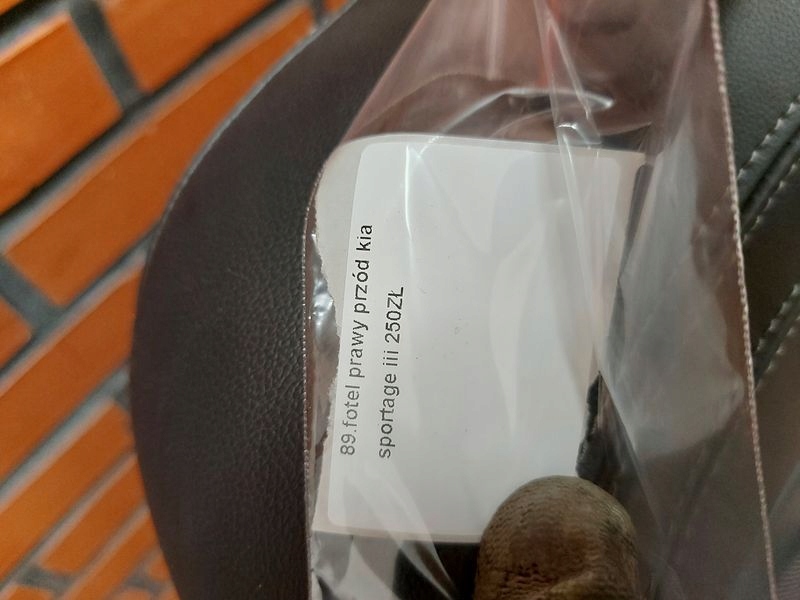 89.fotel prawy przód kia
sportage iii 250ZŁ